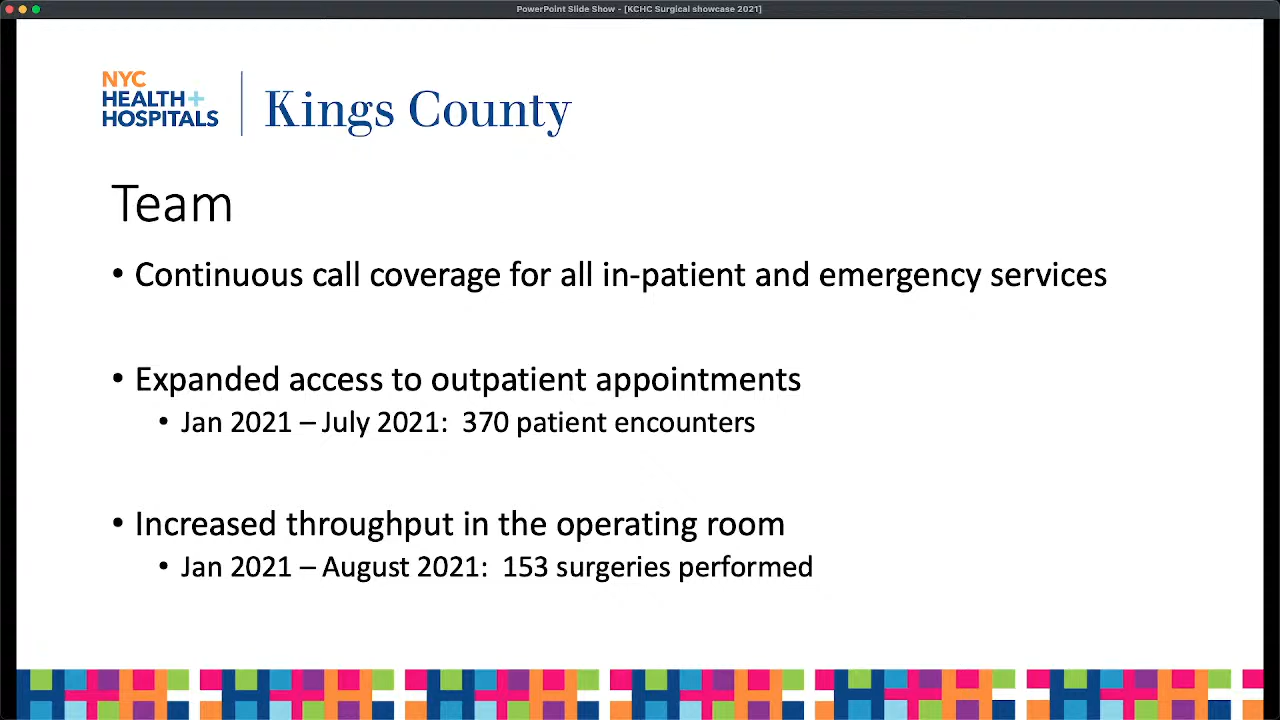 PowerPoint Slide Show - [KCHC Surgical showcase 2021]
NYC
HEALTH+
HOSPITALS
Kings County
Team
• Continuous call coverage for all in-patient and emergency services
• Expanded access to outpatient appointments
• Jan 2021 – July 2021: 370 patient encounters
• Increased throughput in the operating room
• Jan 2021 – August 2021: 153 surgeries performed